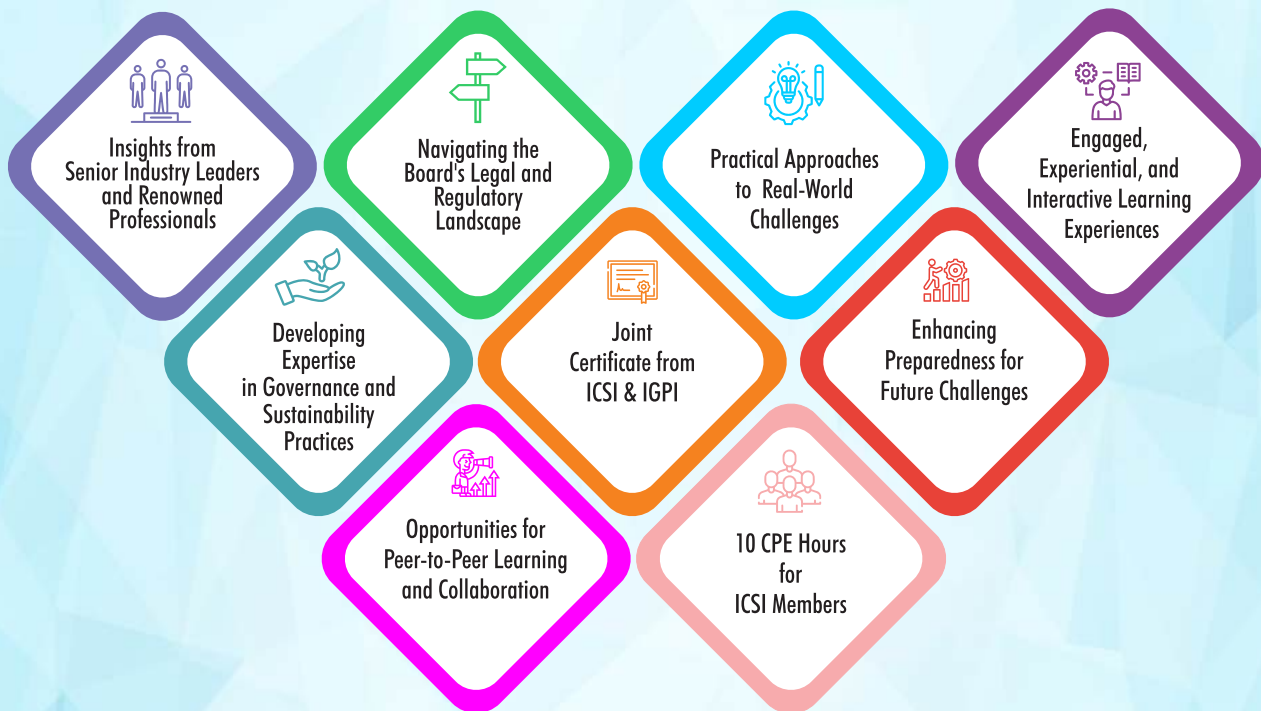 Insights from
Senior Industry Leaders
and Renowned
Professionals
Navigating the
Board's Legal and
Regulatory
Landscape
Practical Approaches
to Real-World
Challenges
Engaged,
Experiential, and
Interactive Learning
Experiences
Developing
Expertise
in Governance and
Sustainability
Practices
Joint
Certificate from
ICSI & IGPI
Enhancing
Preparedness for
Future Challenges
Opportunities for
Peer-to-Peer Learning
and Collaboration
10 CPE Hours
for
ICSI Members